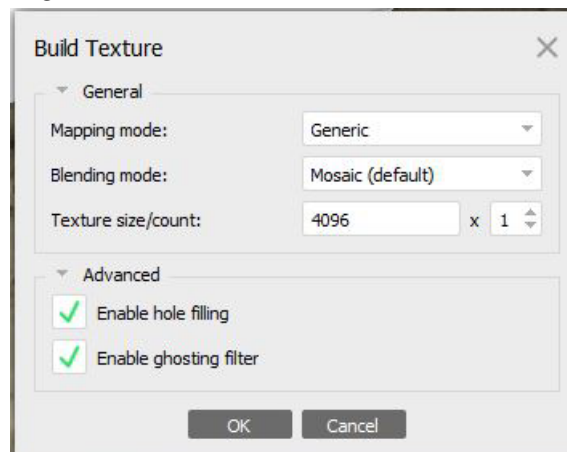 Build Texture
General
Mapping mode: Generic
Blending mode: Mosaic (default)
Texture size/count: 4096 x 1
Advanced
Enable hole filling
Enable ghosting filter
OK Cancel